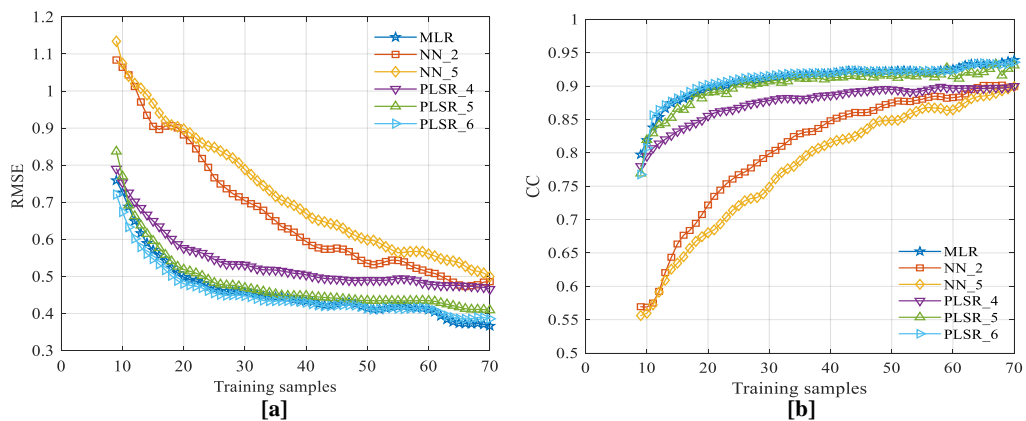 1.2
1.1
1
0.9
0.8
0.7
0.6
0.5
0.4
0.3
RMSE
0 10 20 30 40 50 60 70
Training samples
MLR
NN_2
NN_5
PLSR_4
PLSR_5
PLSR_6
[a]
1
0.95
0.9
0.85
0.8
0.75
0.7
0.65
0.6
0.55
0.5
CC
0 10 20 30 40 50 60 70
Training samples
MLR
NN_2
NN_5
PLSR_4
PLSR_5
PLSR_6
[b]